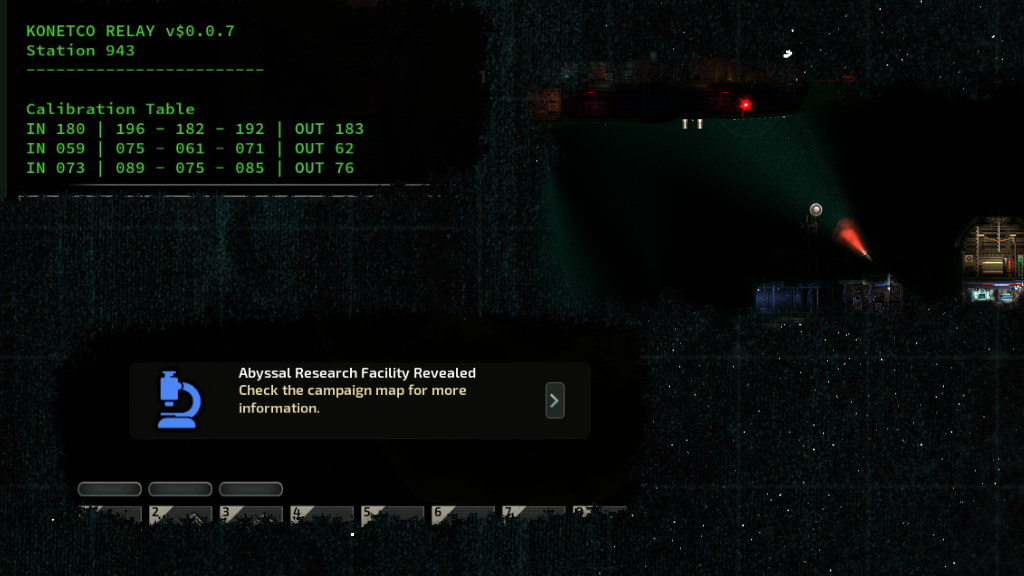 KONETCO RELAY v$0.0.7
Station 943
------------------------
Calibration Table
IN 180 | 196 - 182 - 192 | OUT 183
IN 059 | 075 - 061 - 071 | OUT 62
IN 073 | 089 - 075 - 085 | OUT 76
Abyssal Research Facility Revealed
Check the campaign map for more
information.
2 3 4 5 6 7